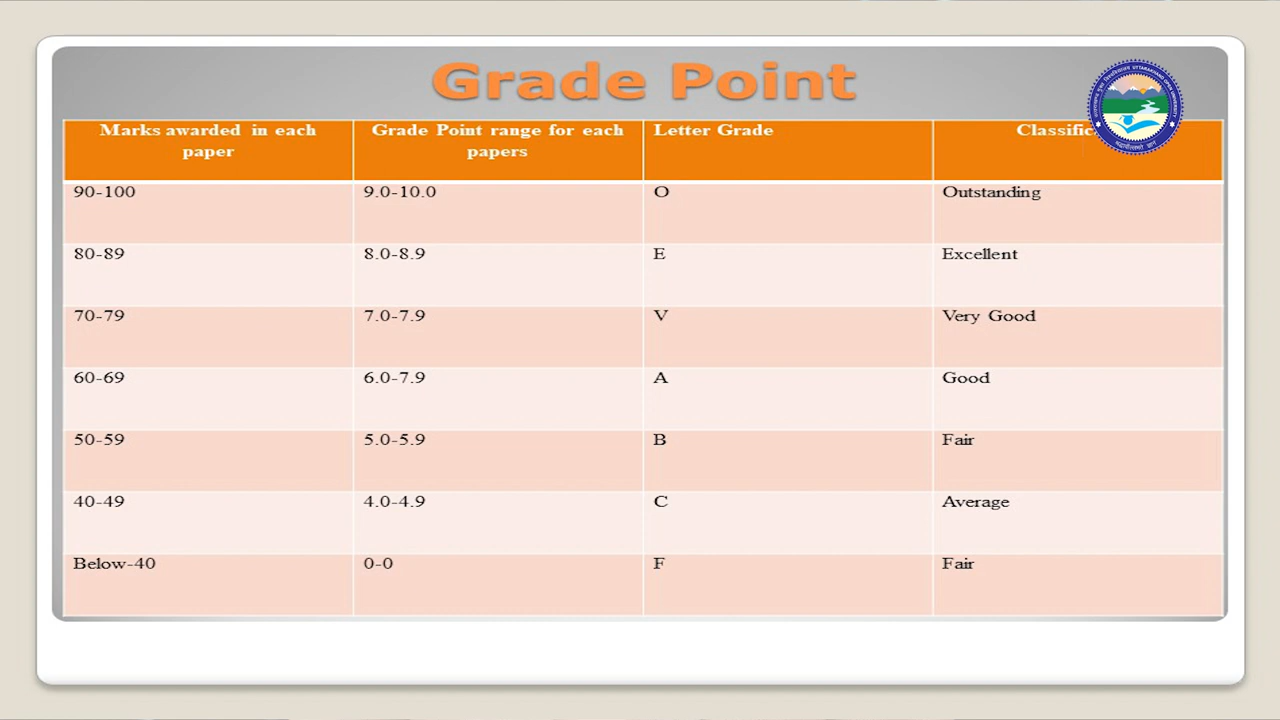 Grade Point
Marks awarded in each paper Grade Point range for each papers Letter Grade
90-100 9.0-10.0 O Outstanding
80-89 8.0-8.9 E Excellent
70-79 7.0-7.9 V Very Good
60-69 6.0-7.9 A Good
50-59 5.0-5.9 B Fair
40-49 4.0-4.9 C Average
Below-40 0-0 F Fair